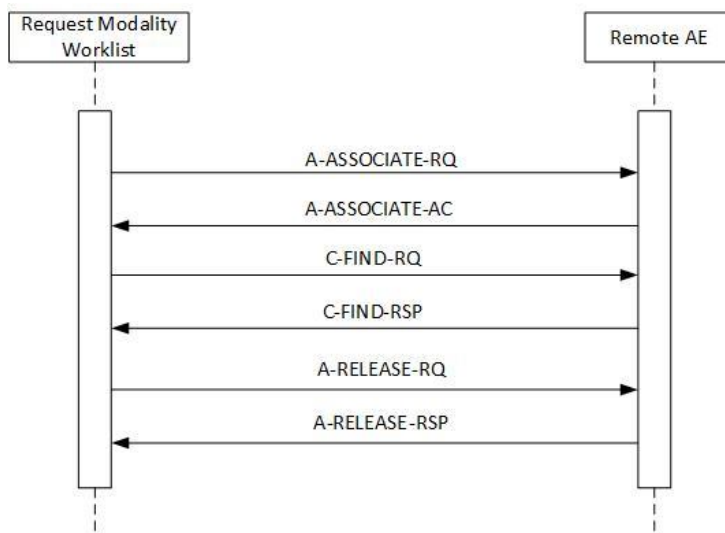 Request Modality
Worklist
Remote AE
A-ASSOCIATE-RQ
A-ASSOCIATE-AC
C-FIND-RQ
C-FIND-RSP
A-RELEASE-RQ
A-RELEASE-RSP